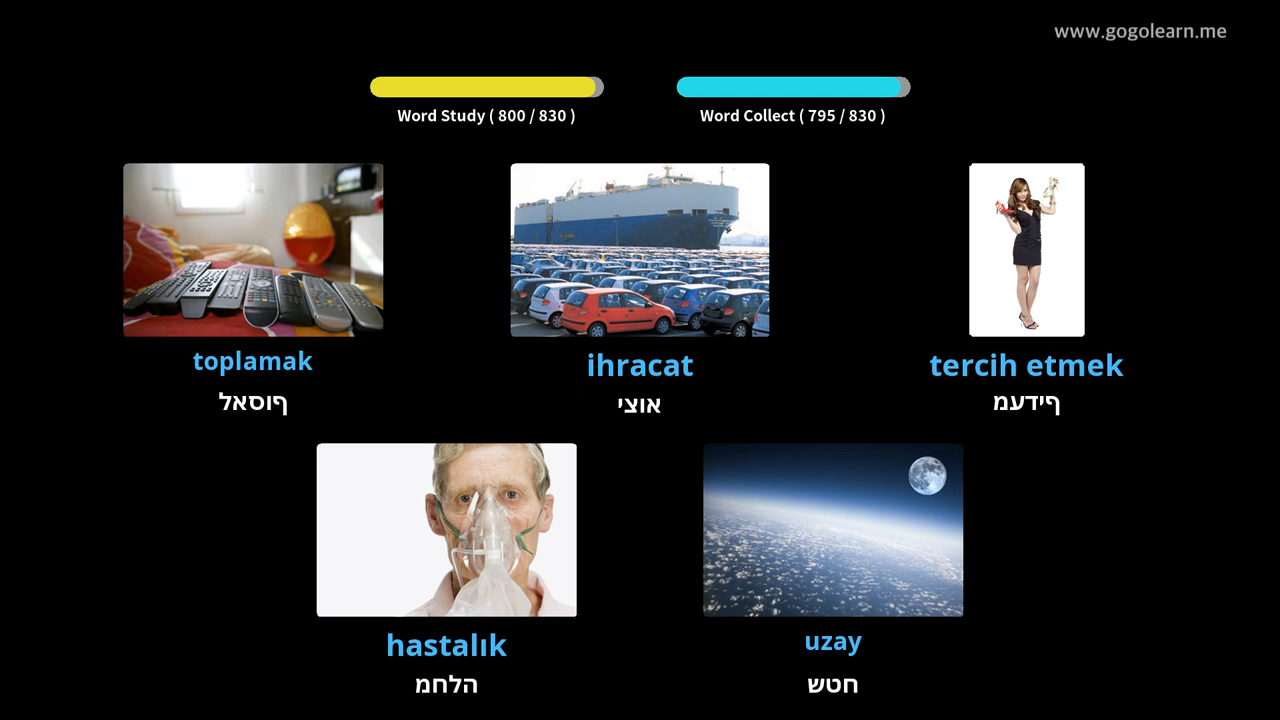 www.gogolearn.me
Word Study ( 800 / 830 )
Word Collect ( 795 / 830 )
toplamak
ףוסאל
ihracat
אוצי
tercih etmek
ףידעמ
hastalık
הלחמ
uzay
חטש